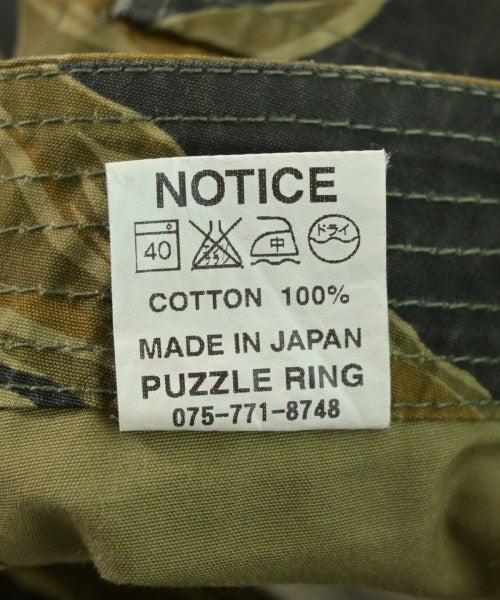 NOTICE
40 中 ドライ
COTTON 100%
MADE IN JAPAN
PUZZLE RING
075-771-8748